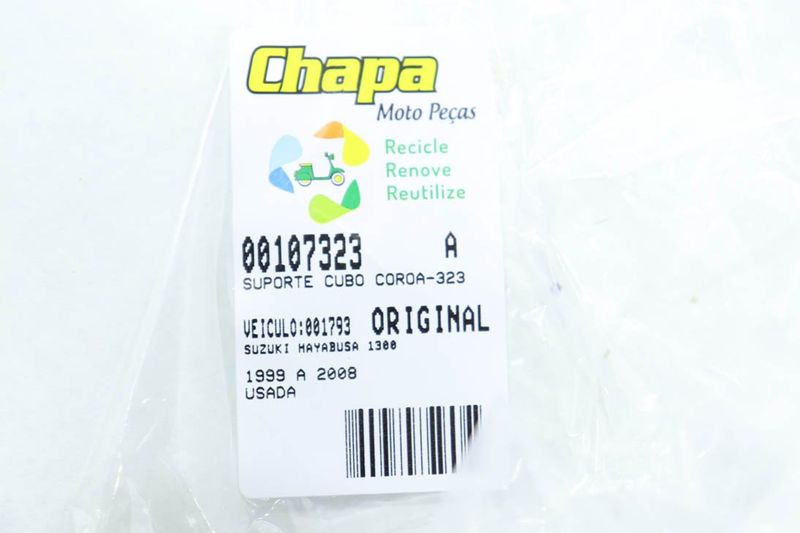 Chapa
Moto Peças
Recicle
Renove
Reutilize
00107323 A
SUPORTE CUBO COROA-323
VEICULO:001793 ORIGINAL
SUZUKI HAYABUSA 1300
1999 A 2008
USADA